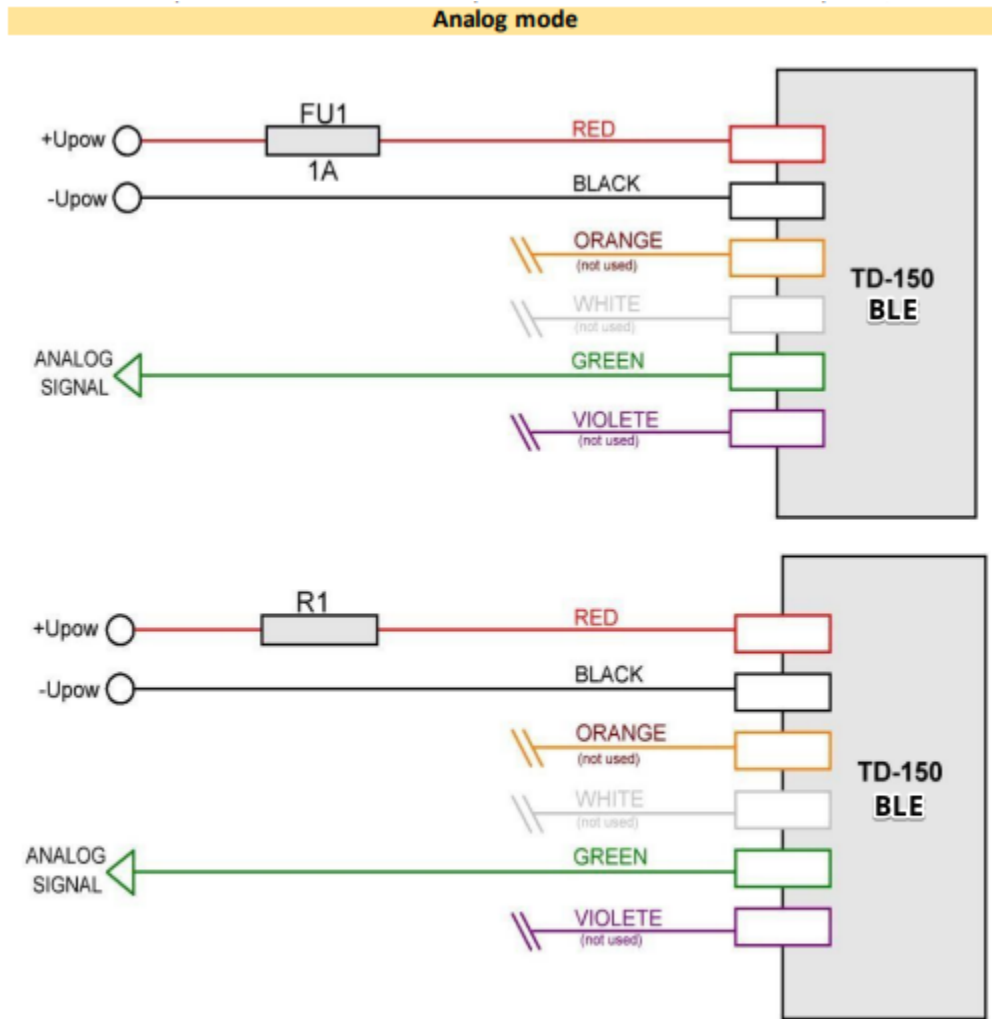 Analog mode
FU1
+Upow
RED
1A
-Upow
BLACK
ORANGE
(not used)
TD-150
BLE
WHITE
(not used)
ANALOG
SIGNAL
GREEN
VIOLETE
(not used)
R1
+Upow
RED
-Upow
BLACK
ORANGE
(not used)
TD-150
BLE
WHITE
(not used)
ANALOG
SIGNAL
GREEN
VIOLETE
(not used)